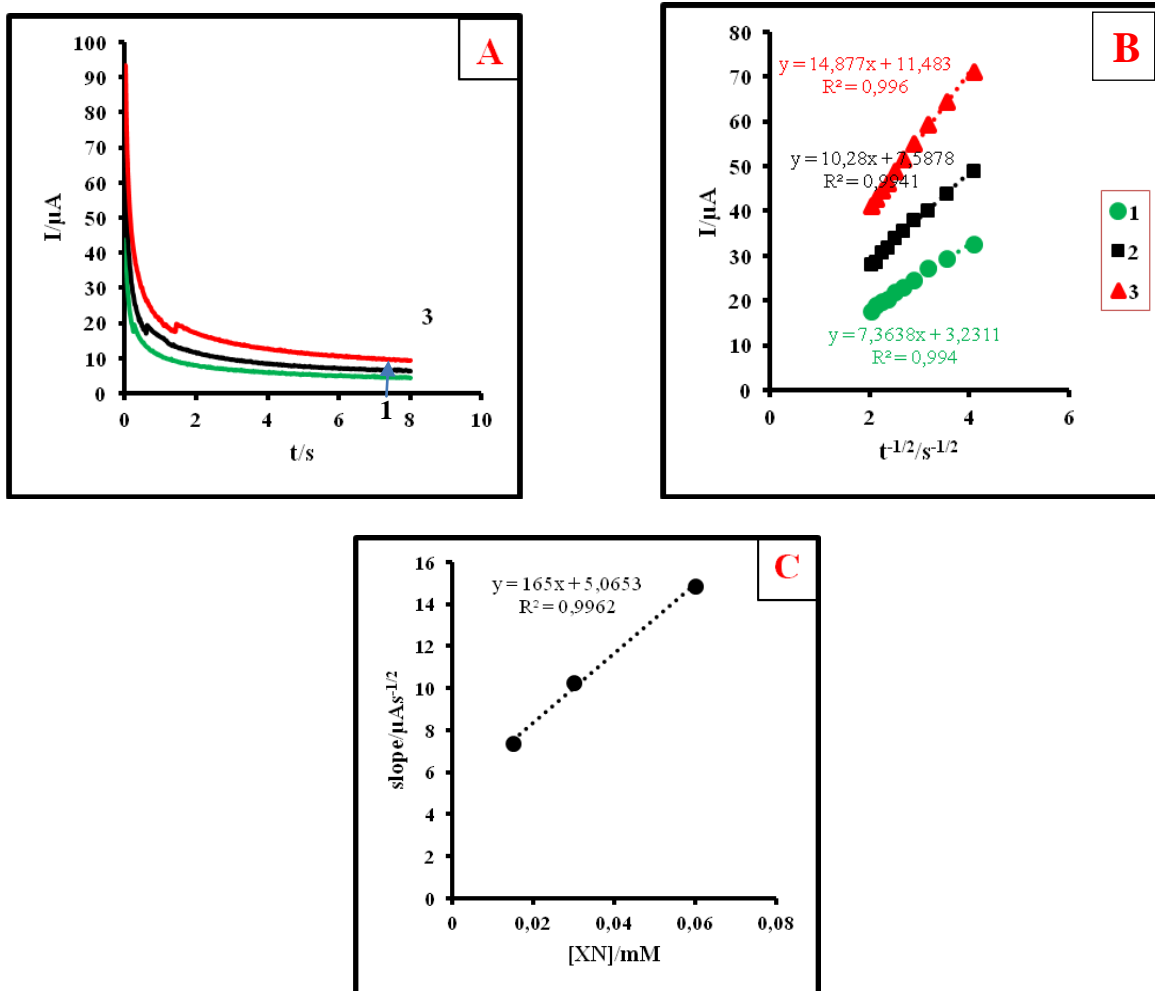 A
100
90
80
70
60
50
40
30
20
10
0
I/µA
3
1
0
2
4
6
8
10
t/s
B
80
70
60
50
40
30
20
10
0
I/µA
y = 14,877x + 11,483
R² = 0,996
y = 10,28x + 7,5878
R² = 0,9941
y = 7,3638x + 3,2311
R² = 0,994
0
2
4
6
t-1/2/s-1/2
1
2
3
C
16
14
12
10
8
6
4
2
0
slope/µAs-1/2
y = 165x + 5,0653
R² = 0,9962
0
0,02
0,04
0,06
0,08
[XN]/mM